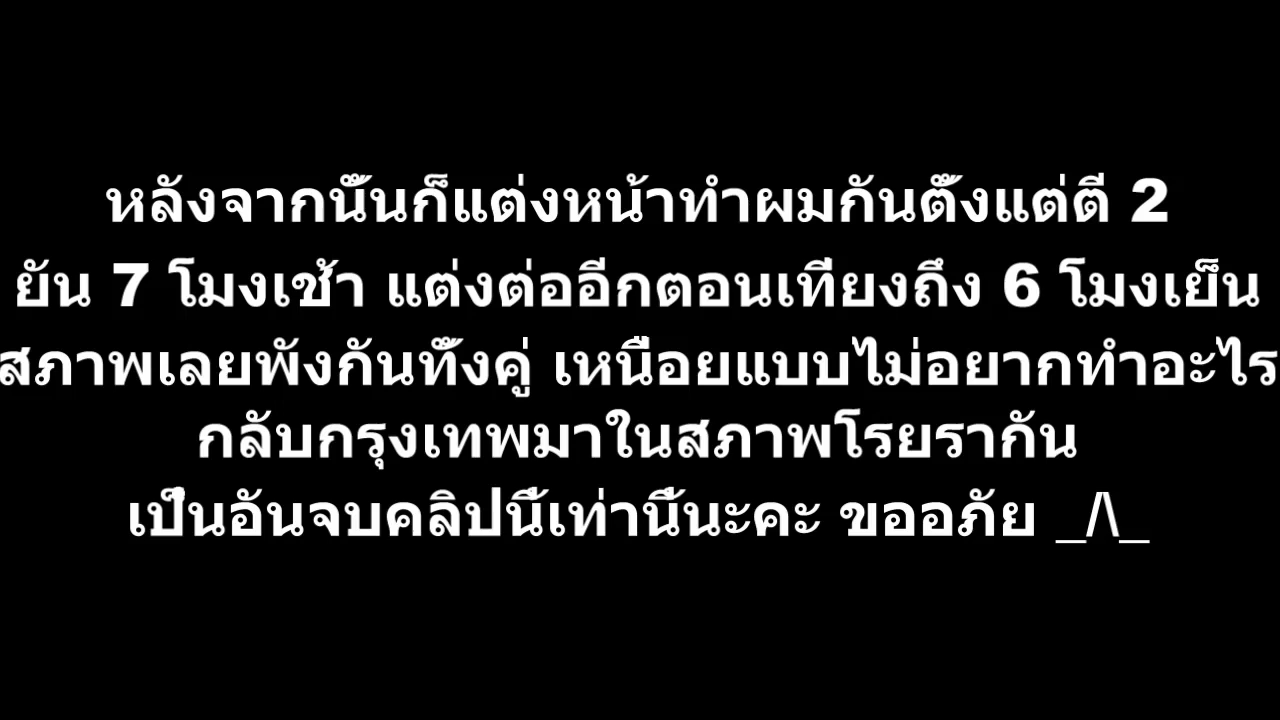 หลังจากนั้นก็แต่งหน้าทำผมกันตั้งแต่ตี 2
ยัน 7 โมงเช้า แต่งต่ออีกตอนเที่ยงถึง 6 โมงเย็น
สภาพเลยพังกันทั้งคู่ เหนื่อยแบบไม่อยากทำอะไร
กลับกรุงเทพมาในสภาพโรยรากัน
เป็นอันจบคลิปนี้เท่านี้นะคะ ขออภัย _/\_